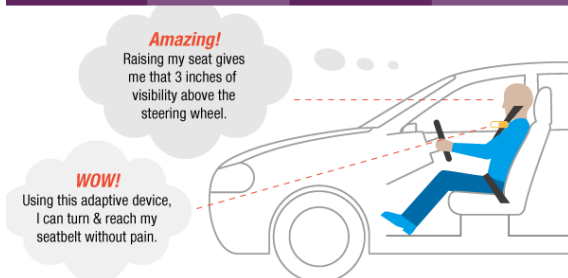 Amazing!
Raising my seat gives
me that 3 inches of
visibility above the
steering wheel.
WOW!
Using this adaptive device,
I can turn & reach my
seatbelt without pain.